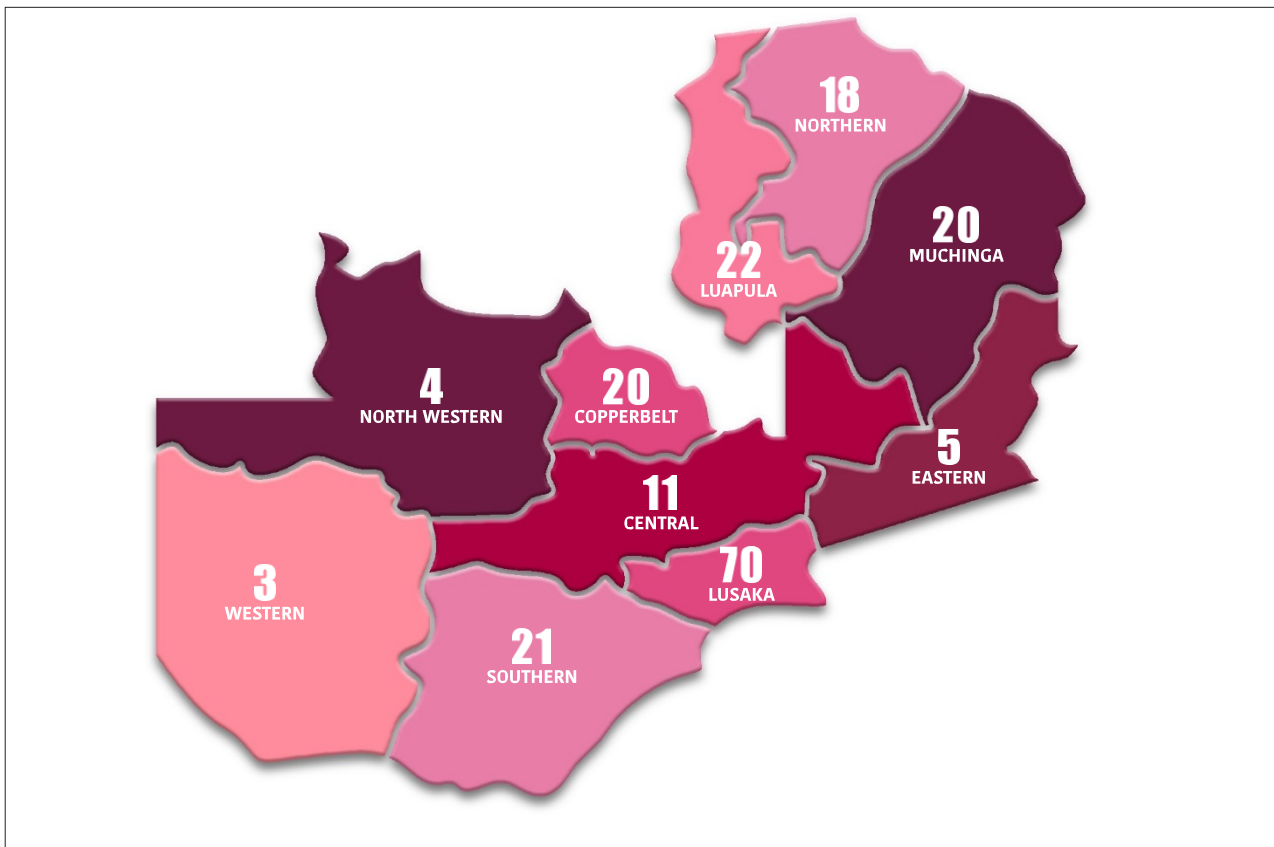 18
NORTHERN
20
MUCHINGA
22
LUAPULA
4
NORTH WESTERN
20
COPPERBELT
5
EASTERN
11
CENTRAL
70
LUSAKA
3
WESTERN
21
SOUTHERN